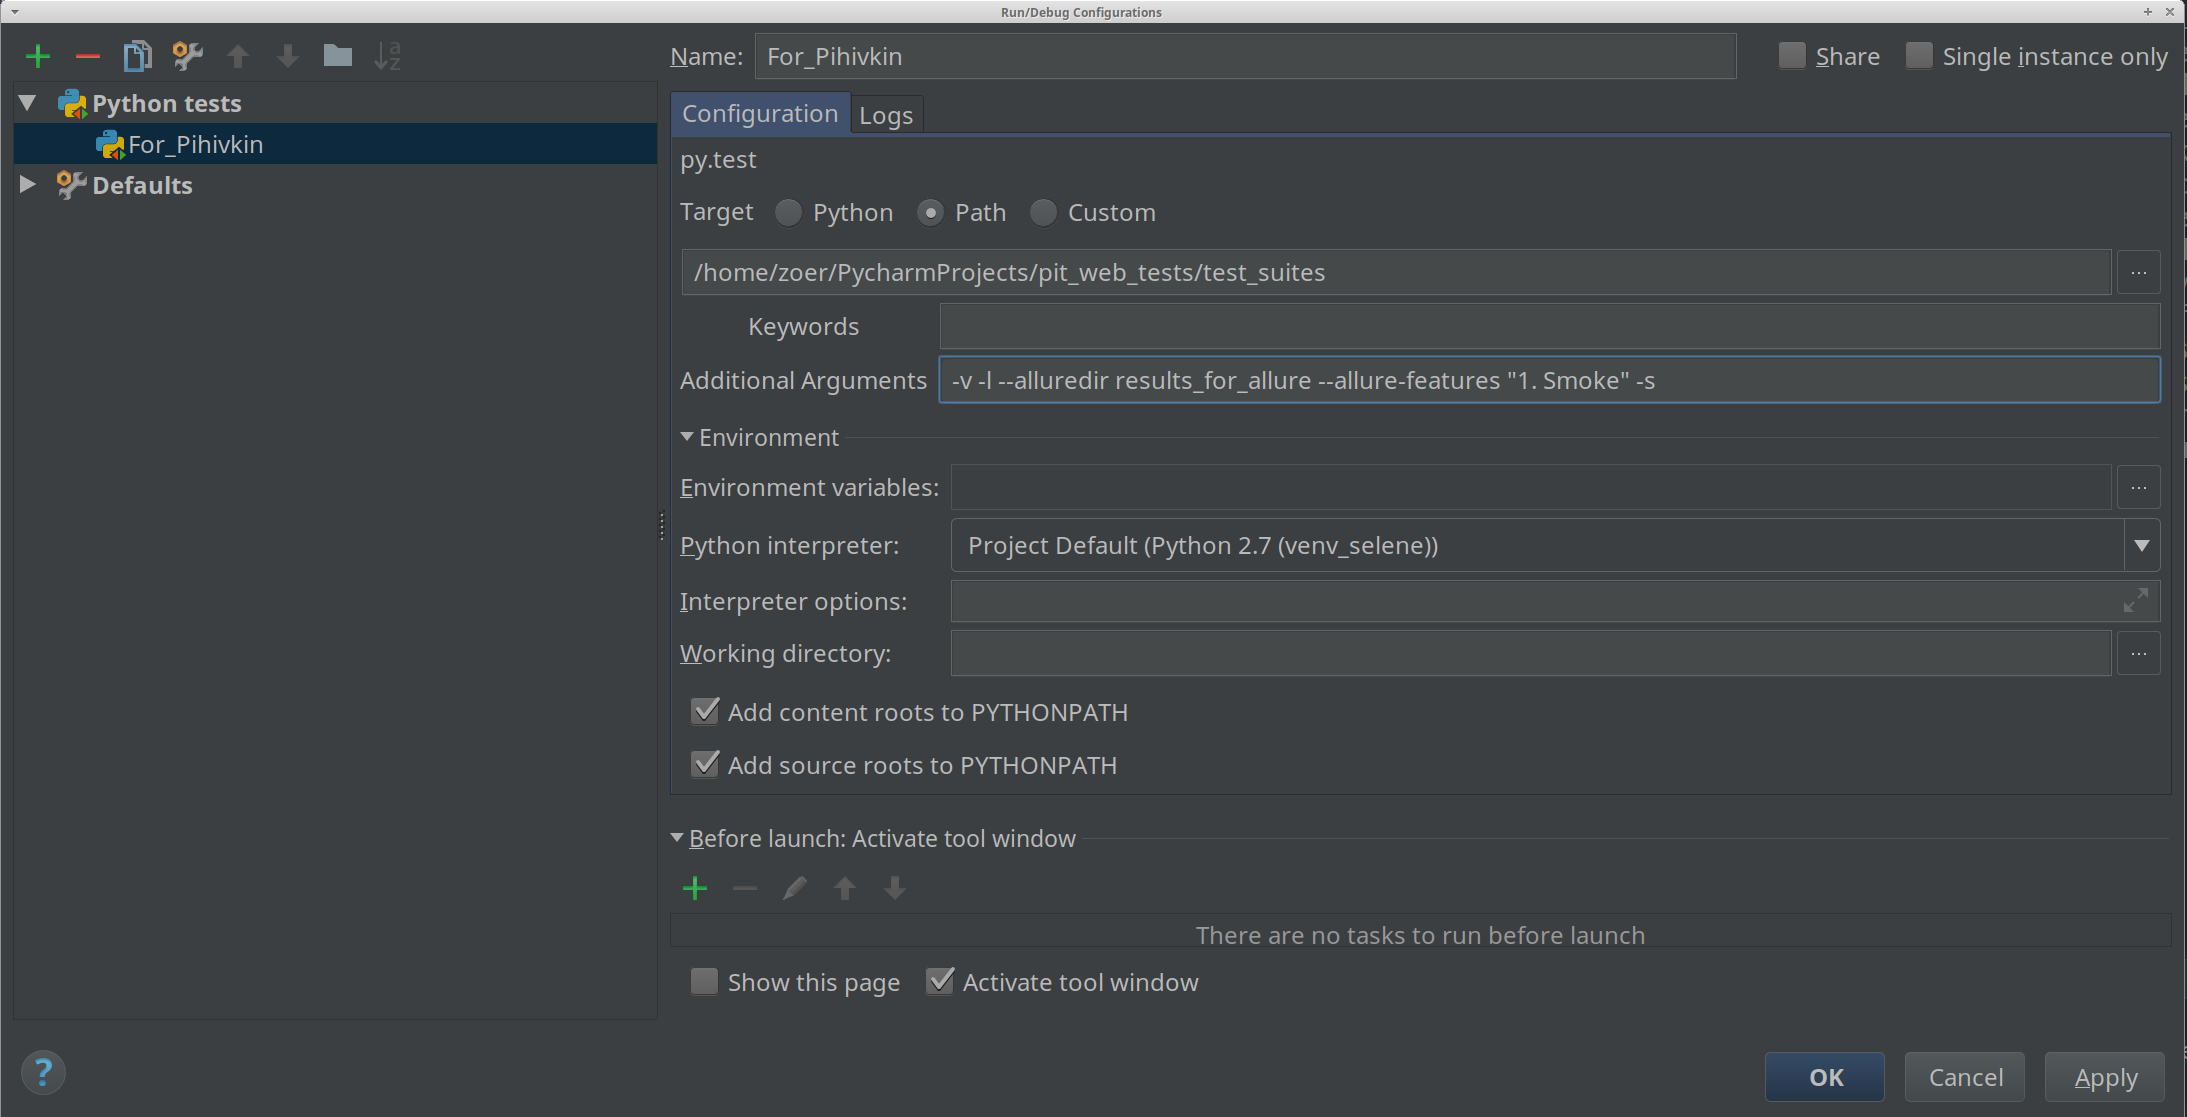 Run/Debug Configurations
Name: For_Pihivkin Share Single instance only
Python tests
For_Pihivkin
Defaults
Configuration Logs
py.test
Target Python Path Custom
/home/zoer/PycharmProjects/pit_web_tests/test_suites ...
Keywords
Additional Arguments -v -l --alluredir results_for_allure --allure-features "1. Smoke" -s
Environment
Environment variables: ...
Python interpreter: Project Default (Python 2.7 (venv_selene))
Interpreter options:
Working directory: ...
Add content roots to PYTHONPATH
Add source roots to PYTHONPATH
Before launch: Activate tool window
There are no tasks to run before launch
Show this page Activate tool window
? OK Cancel Apply